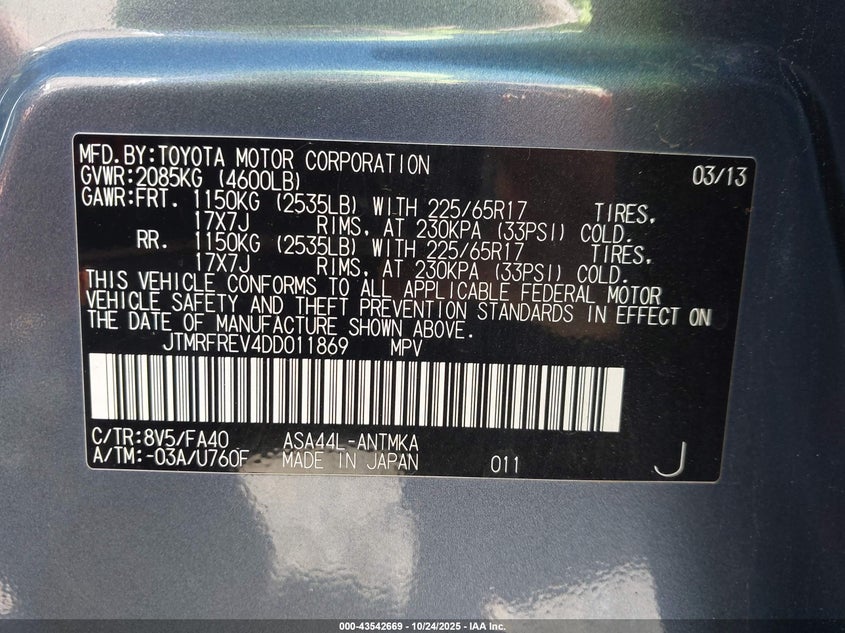 MFD.BY:TOYOTA MOTOR CORPORATION 03/13
GVWR:2085KG (4600LB)
GAWR:FRT. 1150KG (2535LB) WITH 225/65R17 TIRES,
17X7J RIMS, AT 230KPA (33PSI) COLD.
RR. 1150KG (2535LB) WITH 225/65R17 TIRES,
17X7J RIMS, AT 230KPA (33PSI) COLD.
THIS VEHICLE CONFORMS TO ALL APPLICABLE FEDERAL MOTOR
VEHICLE SAFETY AND THEFT PREVENTION STANDARDS IN EFFECT ON
THE DATE OF MANUFACTURE SHOWN ABOVE.
JTMRFREV4DD011869 MPV
C/TR:8V5/FA40 ASA44L-ANTMKA
A/TM:-03A/U760F MADE IN JAPAN 011 J
000-43542669 - 10/24/2025 - IAA Inc.